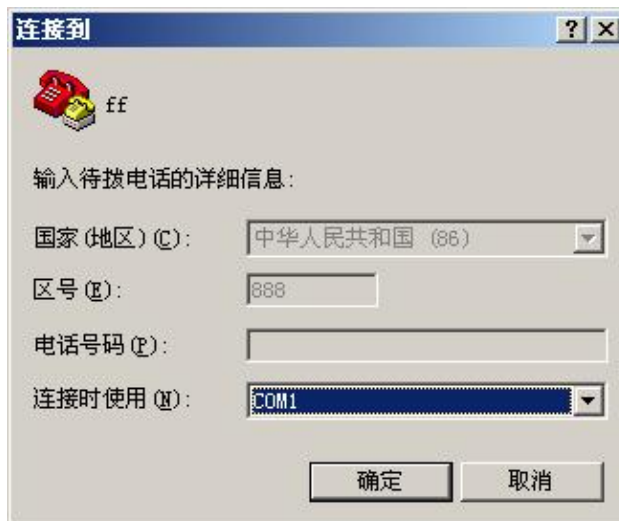 连接到
ff
输入待拨电话的详细信息:
国家(地区)(C): 中华人民共和国 (86)
区号(E): 888
电话号码(P):
连接时使用(N): COM1
确定 取消